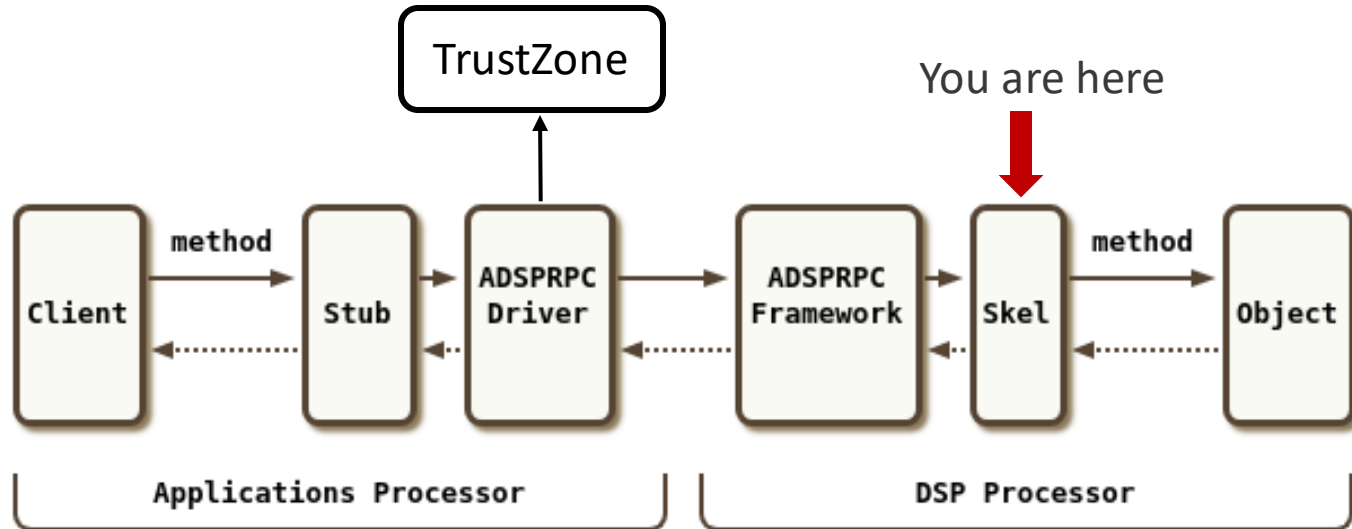 TrustZone
You are here
method
method
Client
Stub
ADSPRPC
Driver
ADSPRPC
Framework
Skel
Object
Applications Processor
DSP Processor